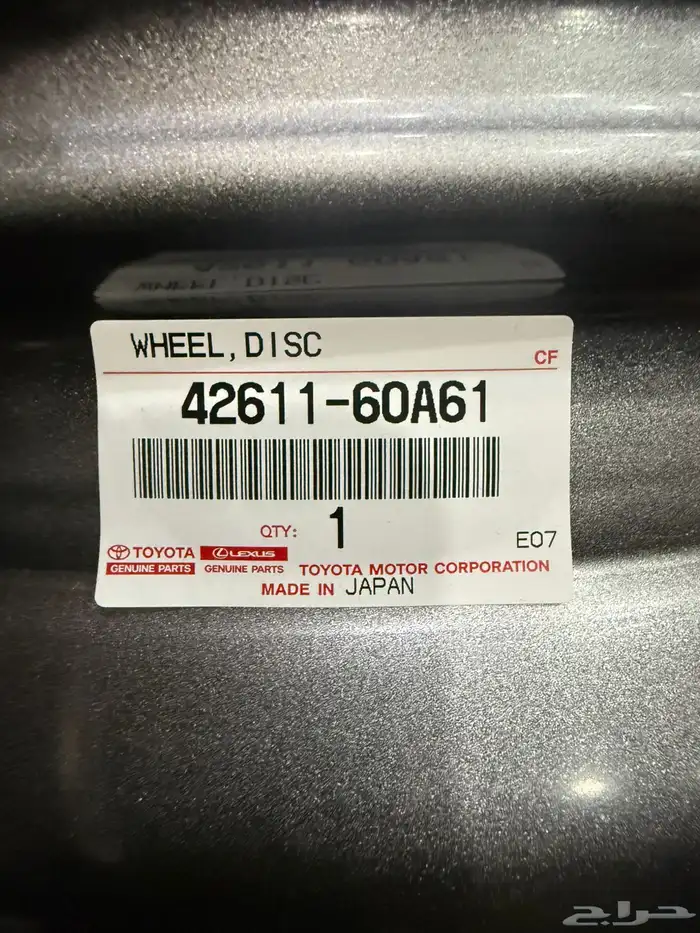 WHEEL, DISC
CF
42611-60A61
QTY: 1
E07
TOYOTA
GENUINE PARTS
LEXUS
GENUINE PARTS
TOYOTA MOTOR CORPORATION
MADE IN JAPAN
حراج